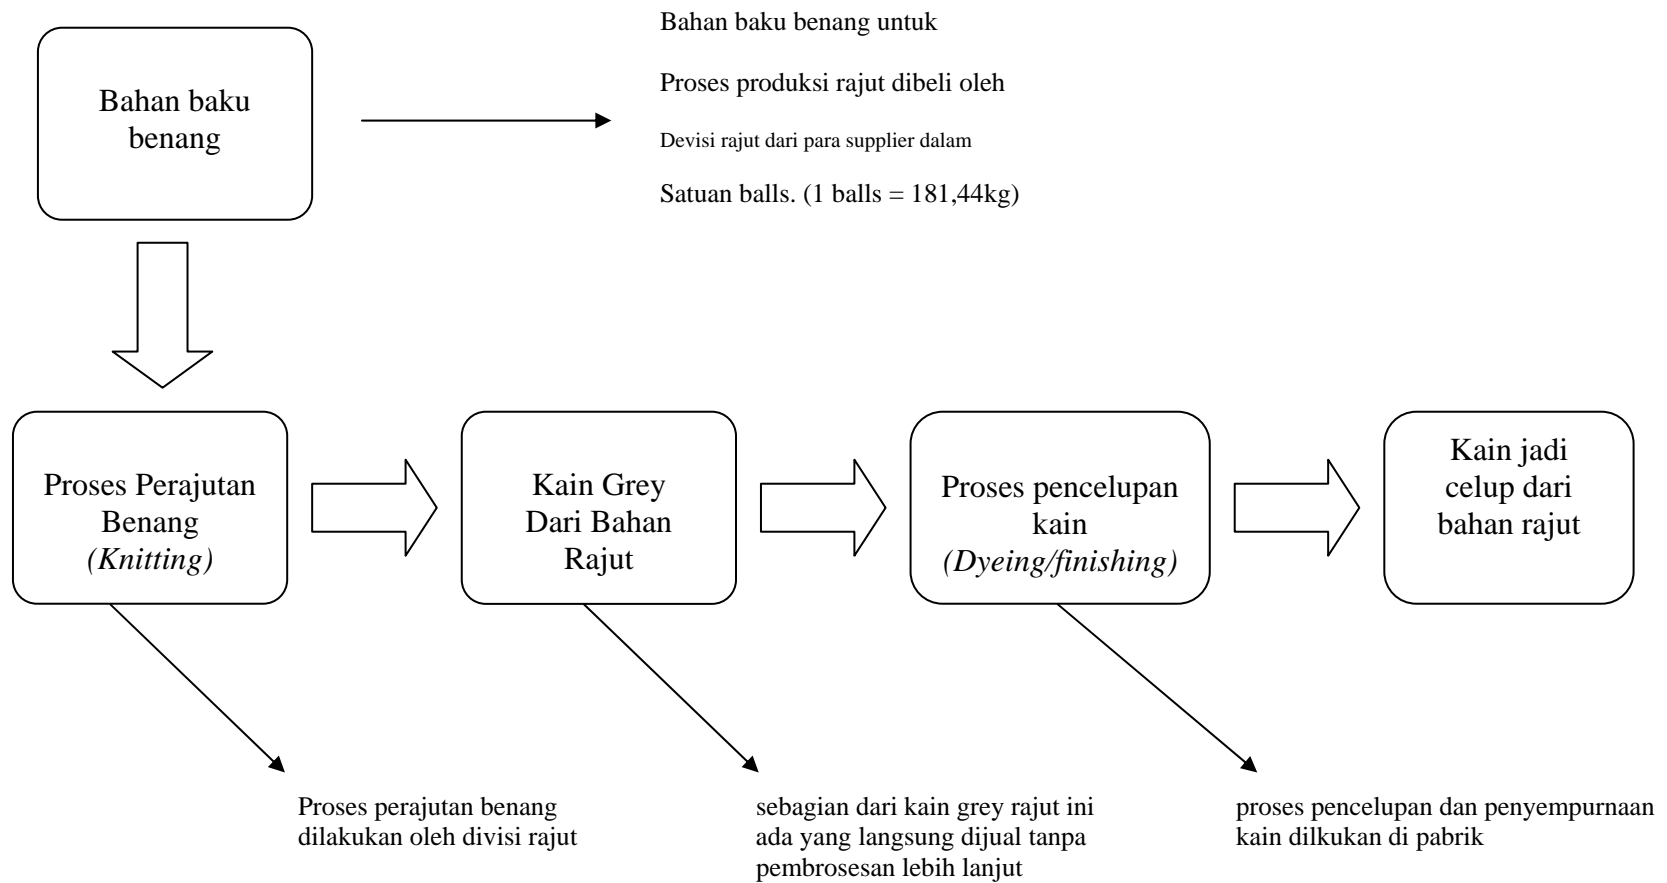 Bahan baku
benang
Bahan baku benang untuk
Proses produksi rajut dibeli oleh
Devisi rajut dari para supplier dalam
Satuan balls. (1 balls = 181,44kg)
Proses Perajutan
Benang
(Knitting)
Kain Grey
Dari Bahan
Rajut
Proses pencelupan
kain
(Dyeing/finishing)
Kain jadi
celup dari
bahan rajut
Proses perajutan benang
dilakukan oleh divisi rajut
sebagian dari kain grey rajut ini
ada yang langsung dijual tanpa
pembrosesan lebih lanjut
proses pencelupan dan penyempurnaan
kain dilkukan di pabrik